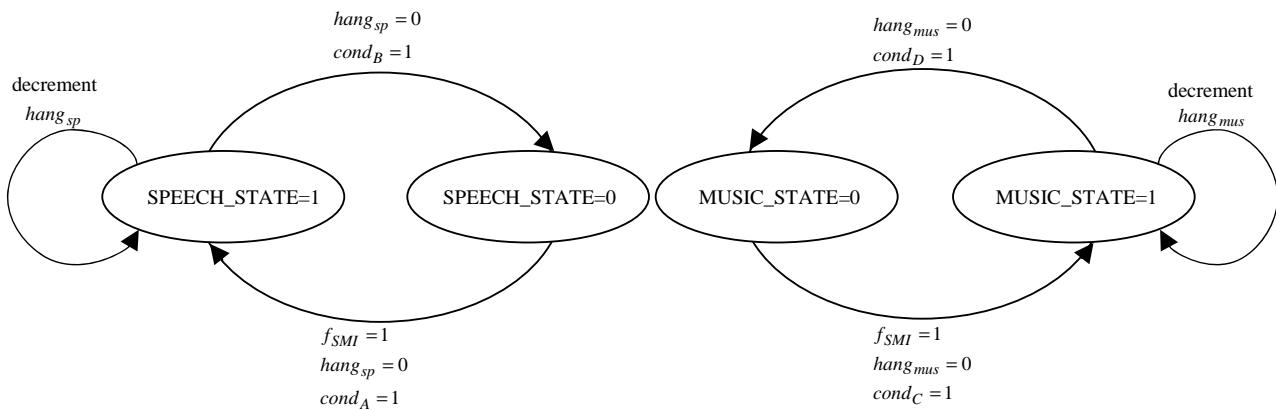 hang_sp = 0
cond_B = 1
hang_mus = 0
cond_D = 1
decrement
hang_sp
decrement
hang_mus
SPEECH_STATE=1
SPEECH_STATE=0
MUSIC_STATE=0
MUSIC_STATE=1
f_SMI = 1
hang_sp = 0
cond_A = 1
f_SMI = 1
hang_mus = 0
cond_C = 1